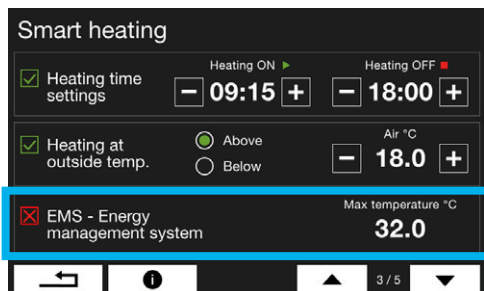 Smart heating
Heating time
settings
Heating ON
− 09:15 +
Heating OFF
− 18:00 +
Heating at
outside temp.
Above
Below
Air °C
− 18.0 +
EMS - Energy
management system
Max temperature °C
32.0
3/5